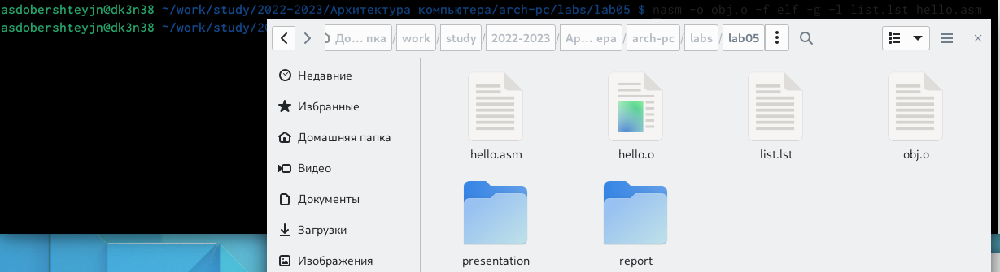 asdobershteyjn@dk3n38 ~/work/study/2022-2023/Архитектура компьютера/arch-pc/labs/lab05 $ nasm -o obj.o -f elf -g -l list.lst hello.asm
asdobershteyjn@dk3n38 ~/work/study/20
До… пка / work / study / 2022-2023 / Ар… ера / arch-pc / labs / lab05
Недавние
Избранные
Домашняя папка
Видео
Документы
Загрузки
Изображения
hello.asm hello.o list.lst obj.o
presentation report